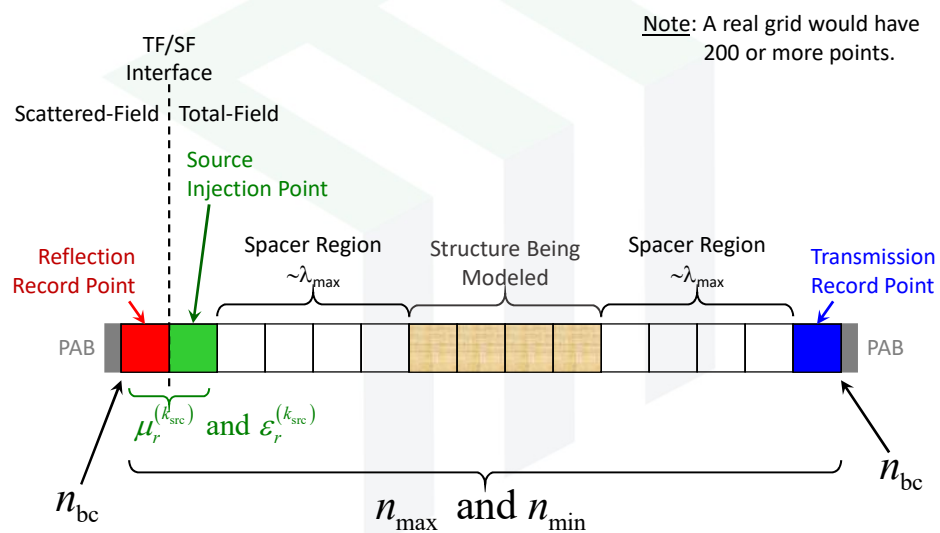 Note: A real grid would have
200 or more points.
TF/SF
Interface
Scattered-Field
Total-Field
Source
Injection Point
Reflection
Record Point
Spacer Region
~λmax
Structure Being
Modeled
Spacer Region
~λmax
Transmission
Record Point
PAB
PAB
μr^(ksrc) and εr^(ksrc)
nbc
nbc
nmax and nmin